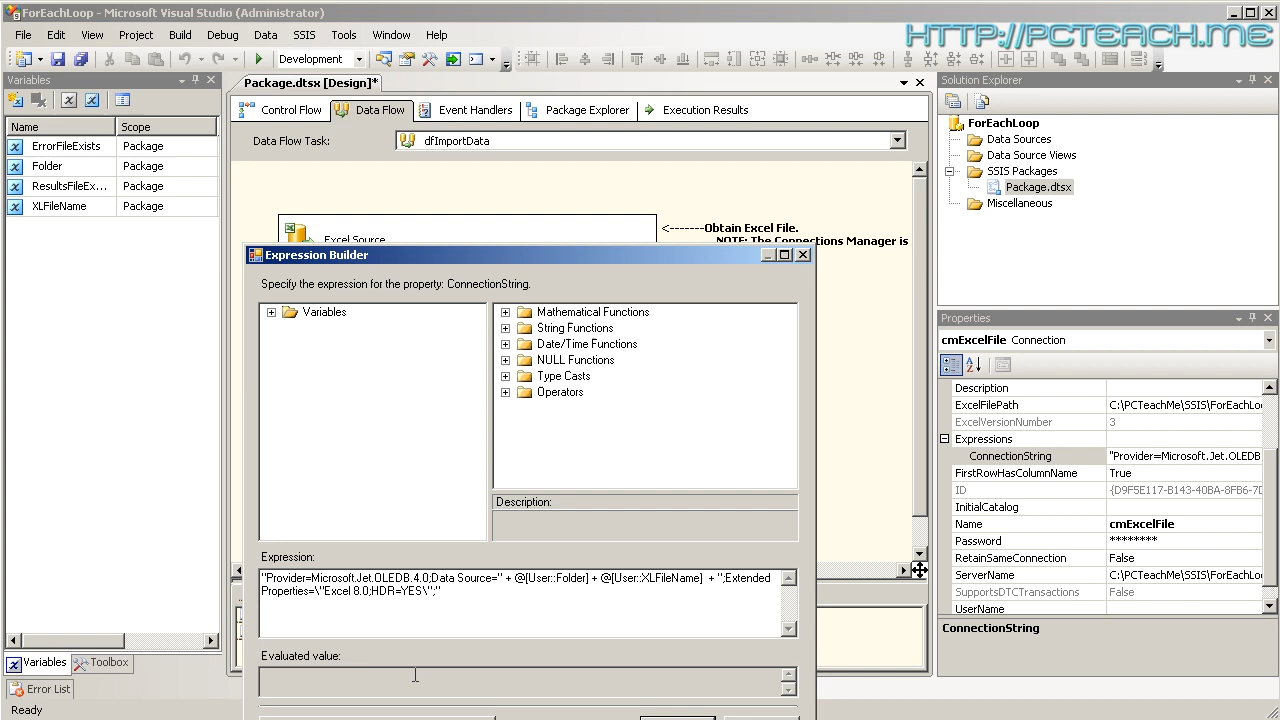 ForEachLoop - Microsoft Visual Studio (Administrator)
HTTP://PCTEACH.ME
File Edit View Project Build Debug Data SSIS Tools Window Help
Development
Variables
Name Scope
ErrorFileExists Package
Folder Package
ResultsFileEx... Package
XLFileName Package
Variables Toolbox
Error List
Ready
Package.dtsx [Design]*
Control Flow Data Flow Event Handlers Package Explorer Execution Results
Data Flow Task: dfImportData
Excel Source
<-------Obtain Excel File.
NOTE: The Connections Manager is
Expression Builder
Specify the expression for the property: ConnectionString.
Variables
Mathematical Functions
String Functions
Date/Time Functions
NULL Functions
Type Casts
Operators
Description:
Expression:
"Provider=Microsoft.Jet.OLEDB.4.0;Data Source=" + @[User::Folder] + @[User::XLFileName] + ";Extended
Properties=\"Excel 8.0;HDR=YES\";"
Evaluated value:
Solution Explorer
ForEachLoop
Data Sources
Data Source Views
SSIS Packages
Package.dtsx
Miscellaneous
Properties
cmExcelFile Connection
Description
ExcelFilePath C:\PCTeachMe\SSIS\ForEachLo
ExcelVersionNumber 3
Expressions
ConnectionString "Provider=Microsoft.Jet.OLEDB
FirstRowHasColumnName True
ID {D9F5E117-B143-40BA-8FB6-7D
InitialCatalog
Name cmExcelFile
Password ********
RetainSameConnection False
ServerName C:\PCTeachMe\SSIS\ForEachLo
SupportsDTCTransactions False
UserName
ConnectionString